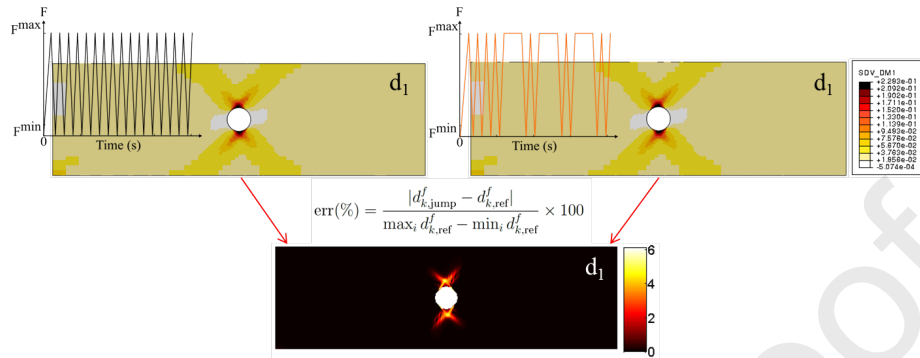 F
F^max
F^min
0
Time (s)
d₁
F
F^max
F^min
0
Time (s)
d₁
SDV_DM1
+2.283e-01
+2.092e-01
+1.902e-01
+1.711e-01
+1.520e-01
+1.330e-01
+1.139e-01
+9.483e-02
+7.576e-02
+5.670e-02
+3.763e-02
+1.856e-02
-5.074e-04
err(%) = |d^f_{k,jump} − d^f_{k,ref}| / (max_i d^f_{k,ref} − min_i d^f_{k,ref}) × 100
d₁
6
4
2
0